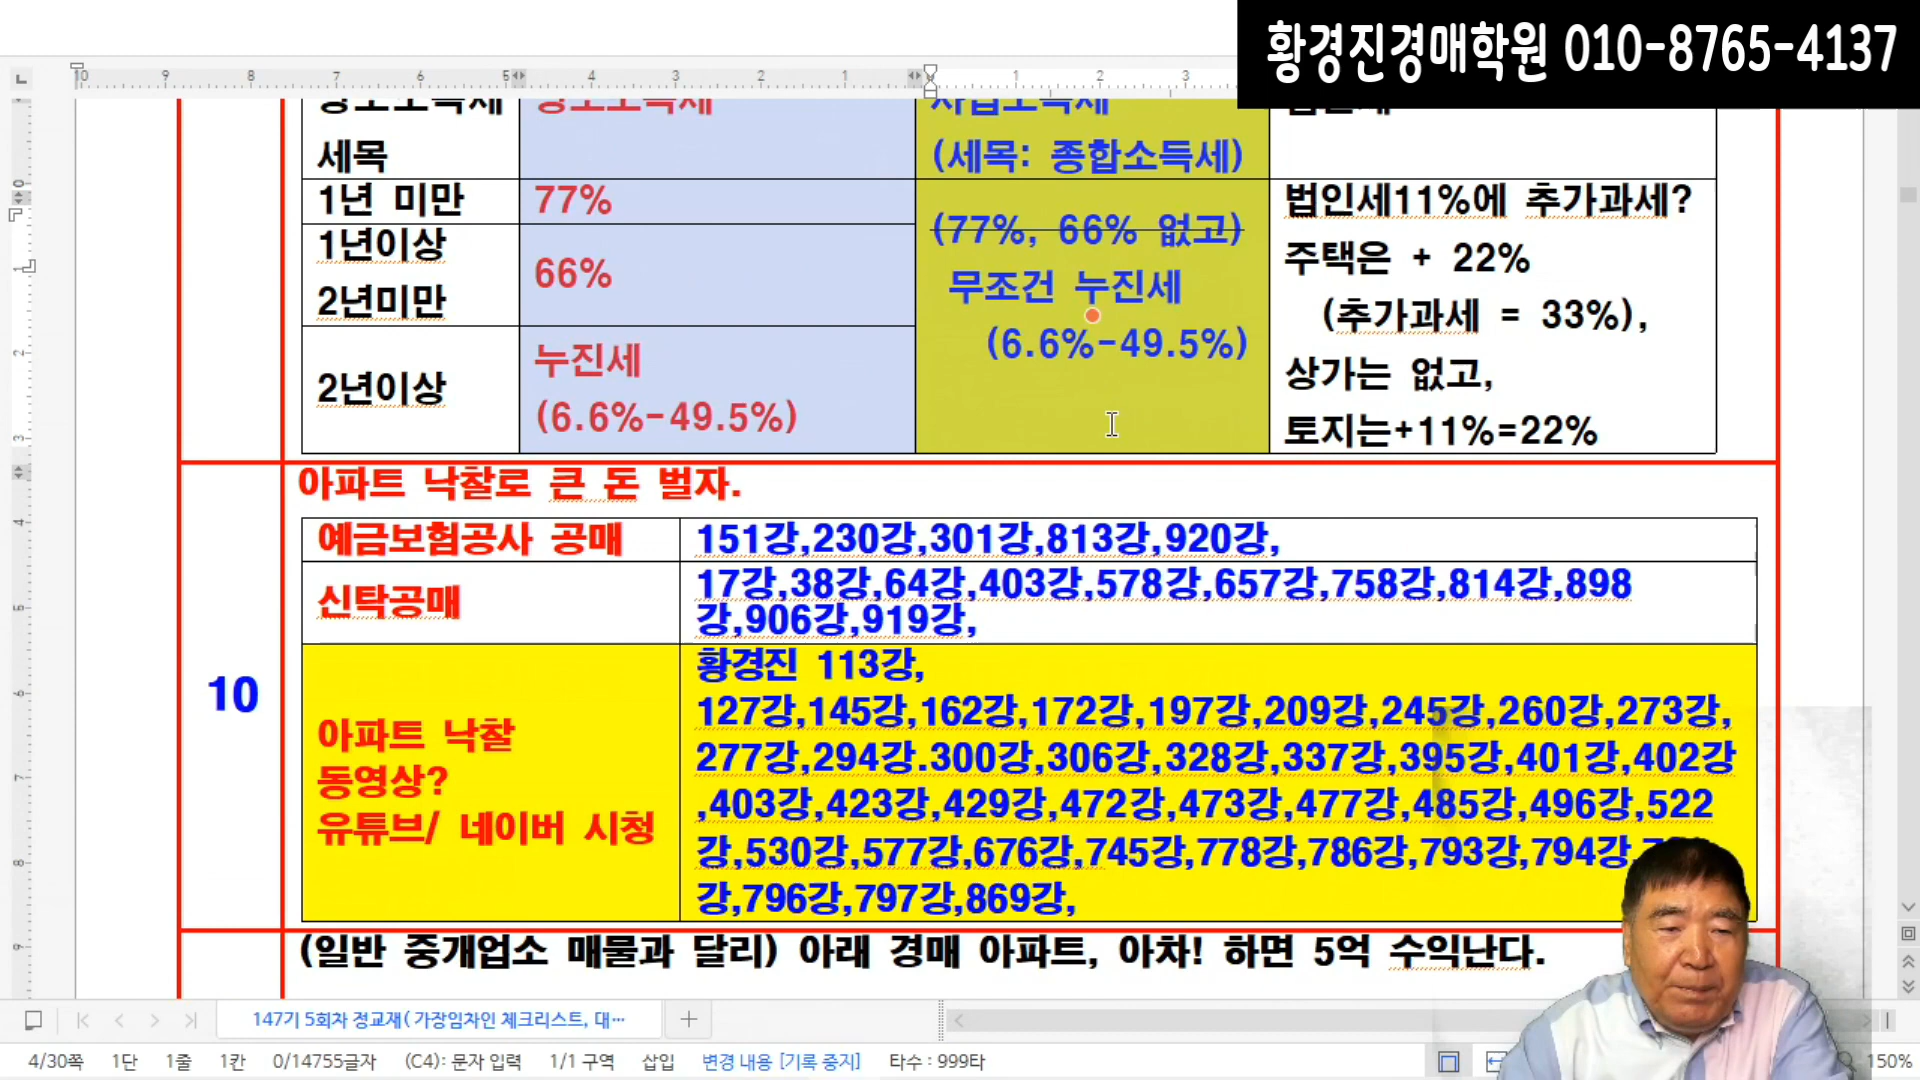 황경진경매학원 010-8765-4137
양도소득세 양도소득세 사업소득세
세목 (세목: 종합소득세)
1년 미만 77% (77%, 66% 없고) 법인세11%에 추가과세?
1년이상 66% 무조건 누진세 주택은 + 22%
2년미만 (6.6%-49.5%) (추가과세 = 33%),
2년이상 누진세 상가는 없고,
(6.6%-49.5%) 토지는+11%=22%
10
아파트 낙찰로 큰 돈 벌자.
예금보험공사 공매 151강,230강,301강,813강,920강,
신탁공매 17강,38강,64강,403강,578강,657강,758강,814강,898
강,906강,919강,
아파트 낙찰
동영상?
유튜브/ 네이버 시청
황경진 113강,
127강,145강,162강,172강,197강,209강,245강,260강,273강,
277강,294강.300강,306강,328강,337강,395강,401강,402강
,403강,423강,429강,472강,473강,477강,485강,496강,522
강,530강,577강,676강,745강,778강,786강,793강,794강,
강,796강,797강,869강,
(일반 중개업소 매물과 달리) 아래 경매 아파트, 아차! 하면 5억 수익난다.
147기 5회차 정교재( 가장임차인 체크리스트, 대…
4/30쪽 1단 1줄 1칸 0/14755글자 (C4): 문자 입력 1/1 구역 삽입 변경 내용 [기록 중지] 타수 : 999타 150%